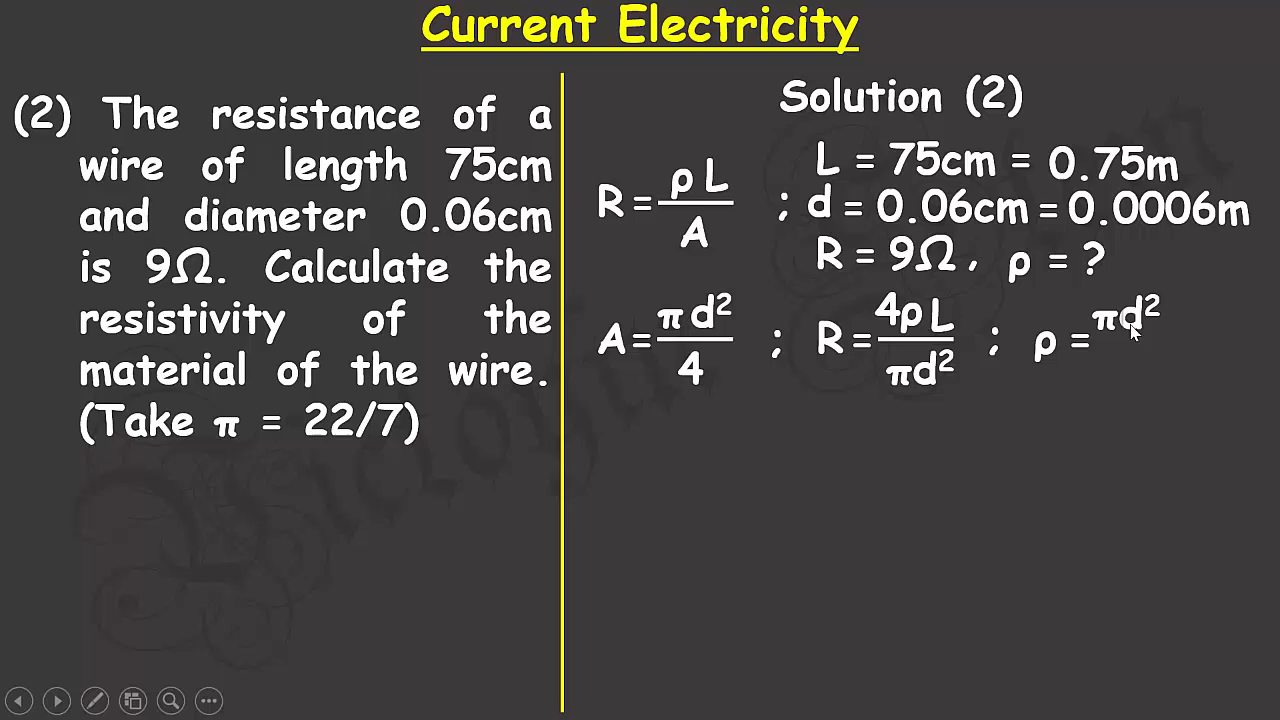 Current Electricity
(2) The resistance of a
wire of length 75cm
and diameter 0.06cm
is 9Ω. Calculate the
resistivity of the
material of the wire.
(Take π = 22/7)
Solution (2)
R = ρL/A ; L = 75cm = 0.75m
d = 0.06cm = 0.0006m
R = 9Ω, ρ = ?
A = πd²/4 ; R = 4ρL/πd² ; ρ = πd²